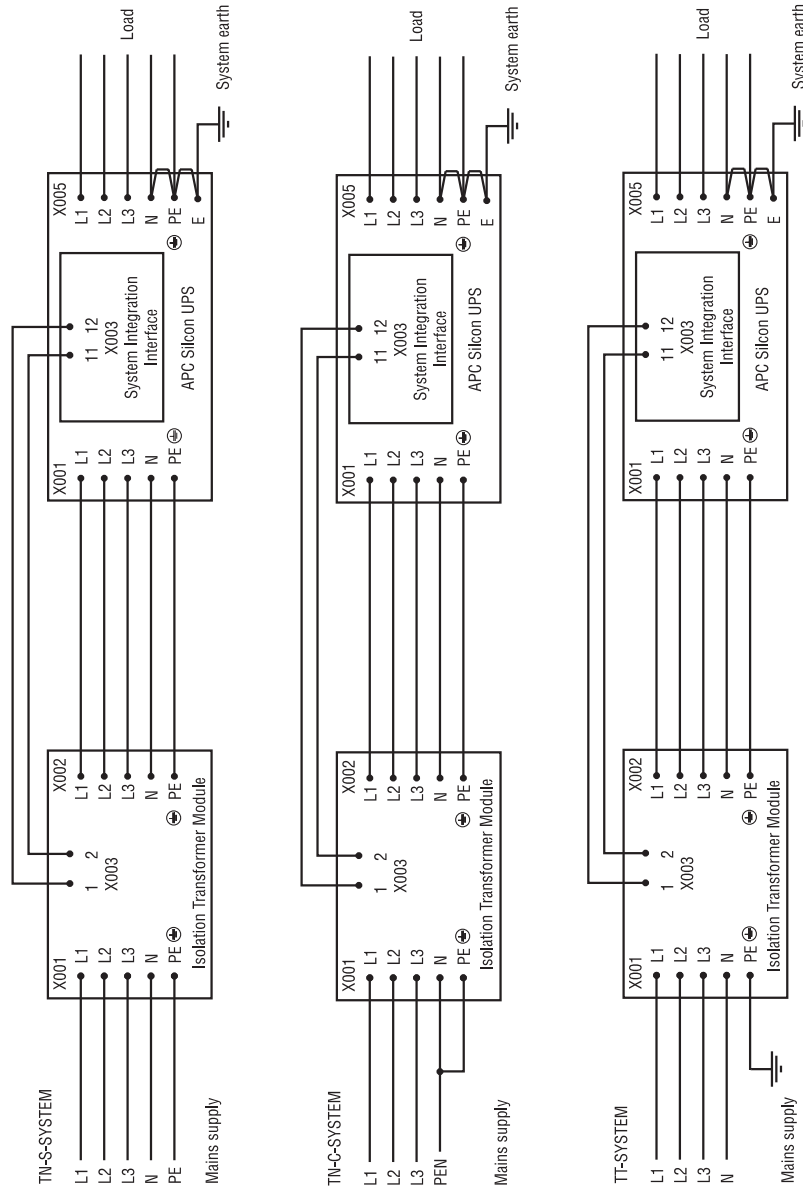 TN-S-SYSTEM
L1
L2
L3
N
PE
Mains supply
X001
L1
L2
L3
N
PE
1 2
X003
X002
L1
L2
L3
N
PE
Isolation Transformer Module
X001
L1
L2
L3
N
PE
11 12
X003
System Integration
Interface
APC Silcon UPS
X005
L1
L2
L3
N
PE
E
Load
System earth
TN-C-SYSTEM
L1
L2
L3
PEN
Mains supply
X001
L1
L2
L3
N
PE
1 2
X003
X002
L1
L2
L3
N
PE
Isolation Transformer Module
X001
L1
L2
L3
N
PE
11 12
X003
System Integration
Interface
APC Silcon UPS
X005
L1
L2
L3
N
PE
E
Load
System earth
TT-SYSTEM
L1
L2
L3
N
Mains supply
X001
L1
L2
L3
N
PE
1 2
X003
X002
L1
L2
L3
N
PE
Isolation Transformer Module
X001
L1
L2
L3
N
PE
11 12
X003
System Integration
Interface
APC Silcon UPS
X005
L1
L2
L3
N
PE
E
Load
System earth